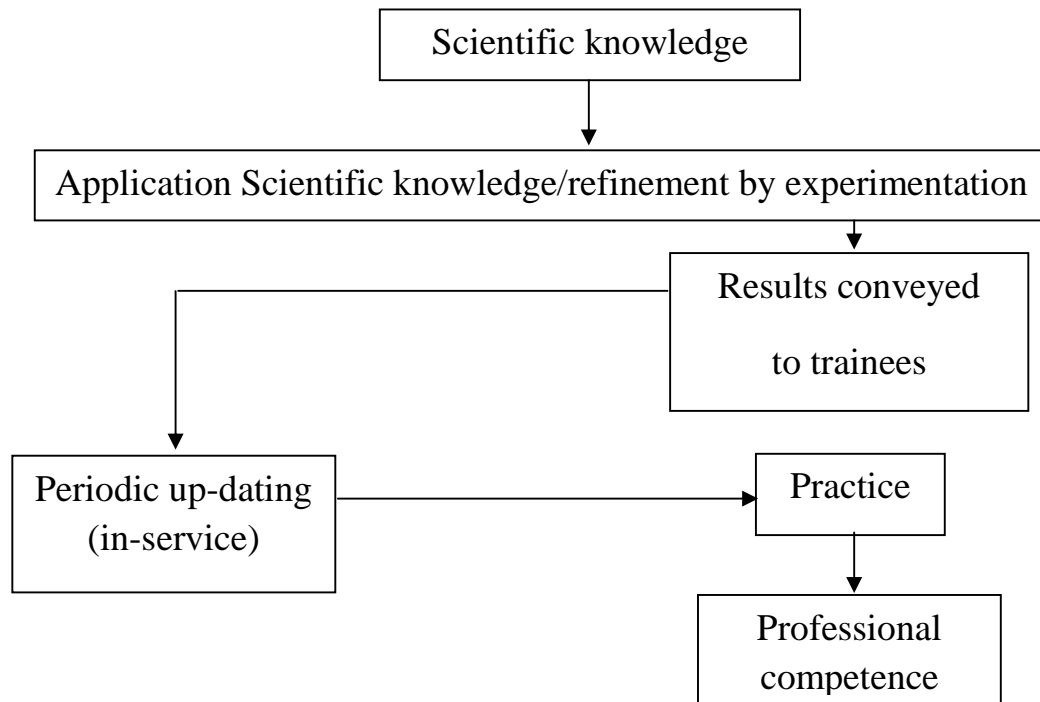 Scientific knowledge
Application Scientific knowledge/refinement by experimentation
Results conveyed
to trainees
Periodic up-dating
(in-service)
Practice
Professional
competence